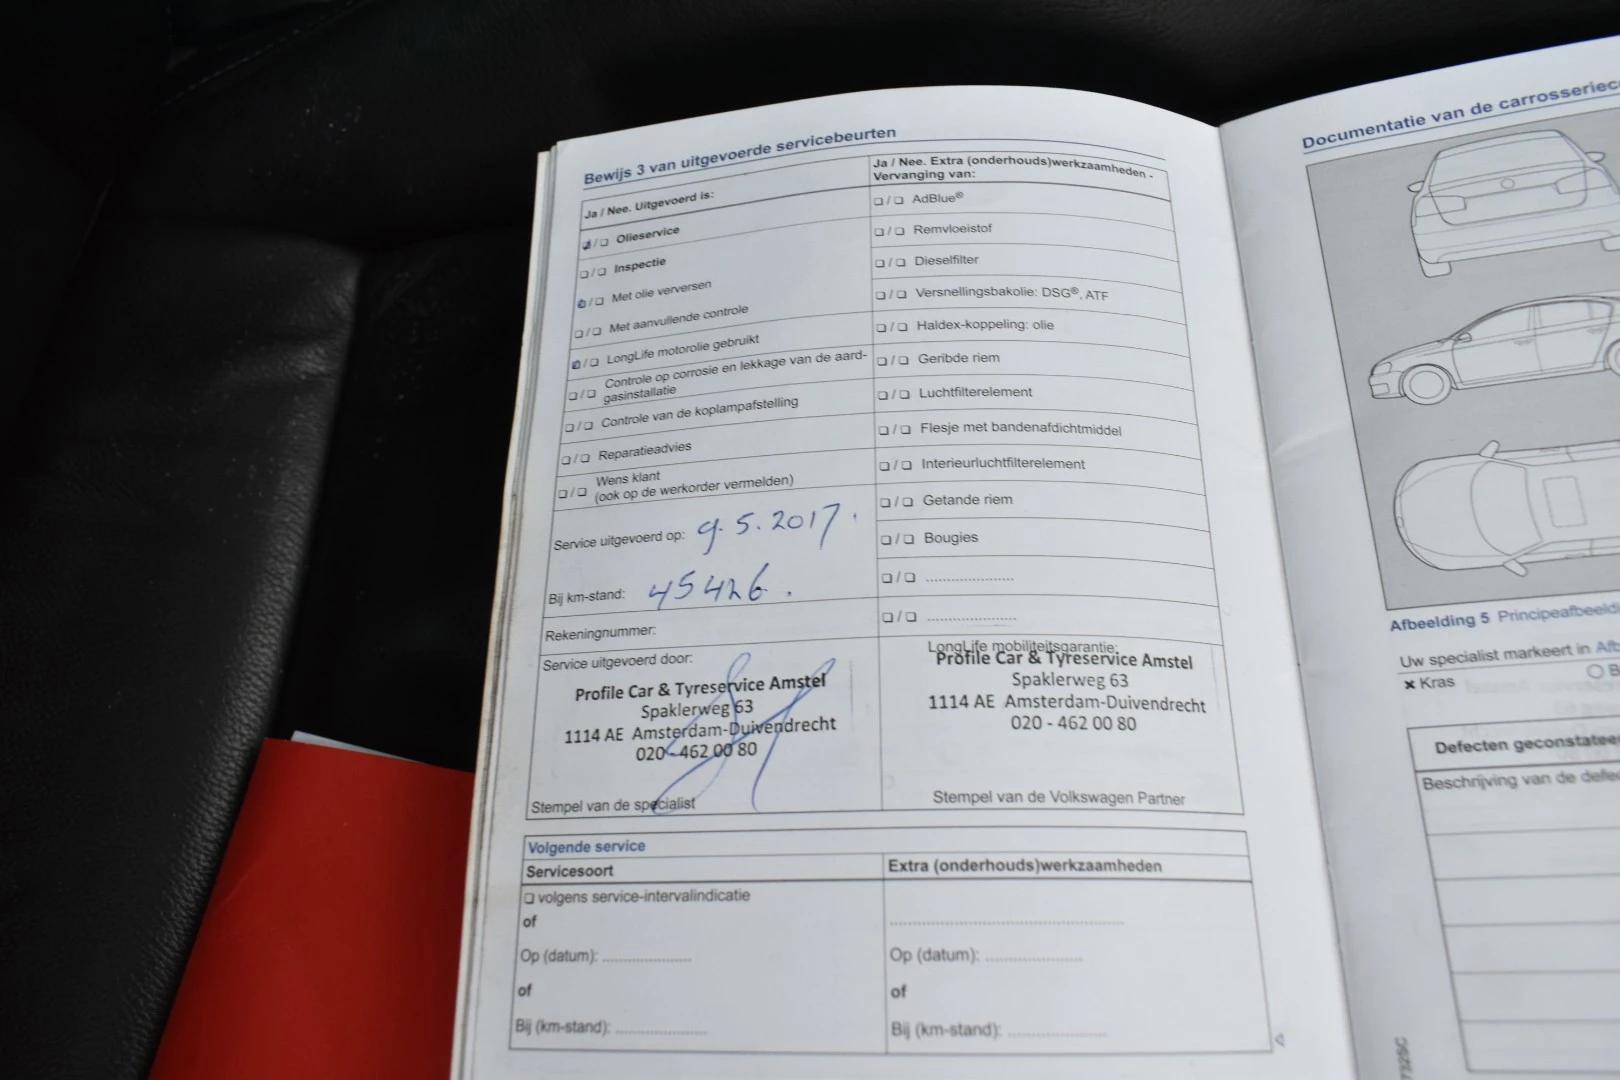 Bewijs 3 van uitgevoerde servicebeurten
Ja / Nee. Uitgevoerd is:
❏ / ❏ Olieservice
❏ / ❏ Inspectie
❏ / ❏ Met olie verversen
❏ / ❏ Met aanvullende controle
❏ / ❏ LongLife motorolie gebruikt
❏ / ❏ Controle op corrosie en lekkage van de aard-
gasinstallatie
❏ / ❏ Controle van de koplampafstelling
❏ / ❏ Reparatieadvies
❏ / ❏ Wens klant
(ook op de werkorder vermelden)
Service uitgevoerd op: 9.5.2017.
Bij km-stand: 45426.
Rekeningnummer:
Service uitgevoerd door:
Profile Car & Tyreservice Amstel
Spaklerweg 63
1114 AE Amsterdam-Duivendrecht
020 - 462 00 80
Stempel van de specialist
Ja / Nee. Extra (onderhouds)werkzaamheden -
Vervanging van:
❏ / ❏ AdBlue®
❏ / ❏ Remvloeistof
❏ / ❏ Dieselfilter
❏ / ❏ Versnellingsbakolie: DSG®, ATF
❏ / ❏ Haldex-koppeling: olie
❏ / ❏ Geribde riem
❏ / ❏ Luchtfilterelement
❏ / ❏ Flesje met bandenafdichtmiddel
❏ / ❏ Interieurluchtfilterelement
❏ / ❏ Getande riem
❏ / ❏ Bougies
❏ / ❏ .....................
❏ / ❏ .....................
LongLife mobiliteitsgarantie:
Profile Car & Tyreservice Amstel
Spaklerweg 63
1114 AE Amsterdam-Duivendrecht
020 - 462 00 80
Stempel van de Volkswagen Partner
Volgende service
Servicesoort
❏ volgens service-intervalindicatie
of
Op (datum): .....................
of
Bij (km-stand): .....................
Extra (onderhouds)werkzaamheden
.....................
Op (datum): .....................
of
Bij (km-stand): .....................
Documentatie van de carrosserie
Afbeelding 5 Principeafbeeldi
Uw specialist markeert in Afb
× Kras
Defecten geconstatee
Beschrijving van de defe